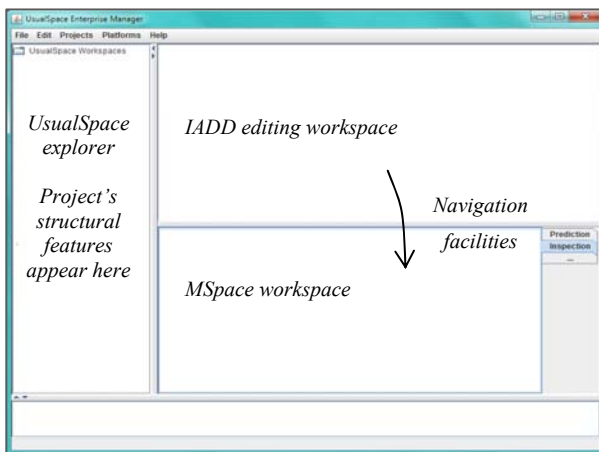 UsualSpace Enterprise Manager
File Edit Projects Platforms Help
UsualSpace Workspaces
UsualSpace
explorer
Project's
structural
features
appear here
IADD editing workspace
Navigation
facilities
MSpace workspace
Prediction
Inspection
...